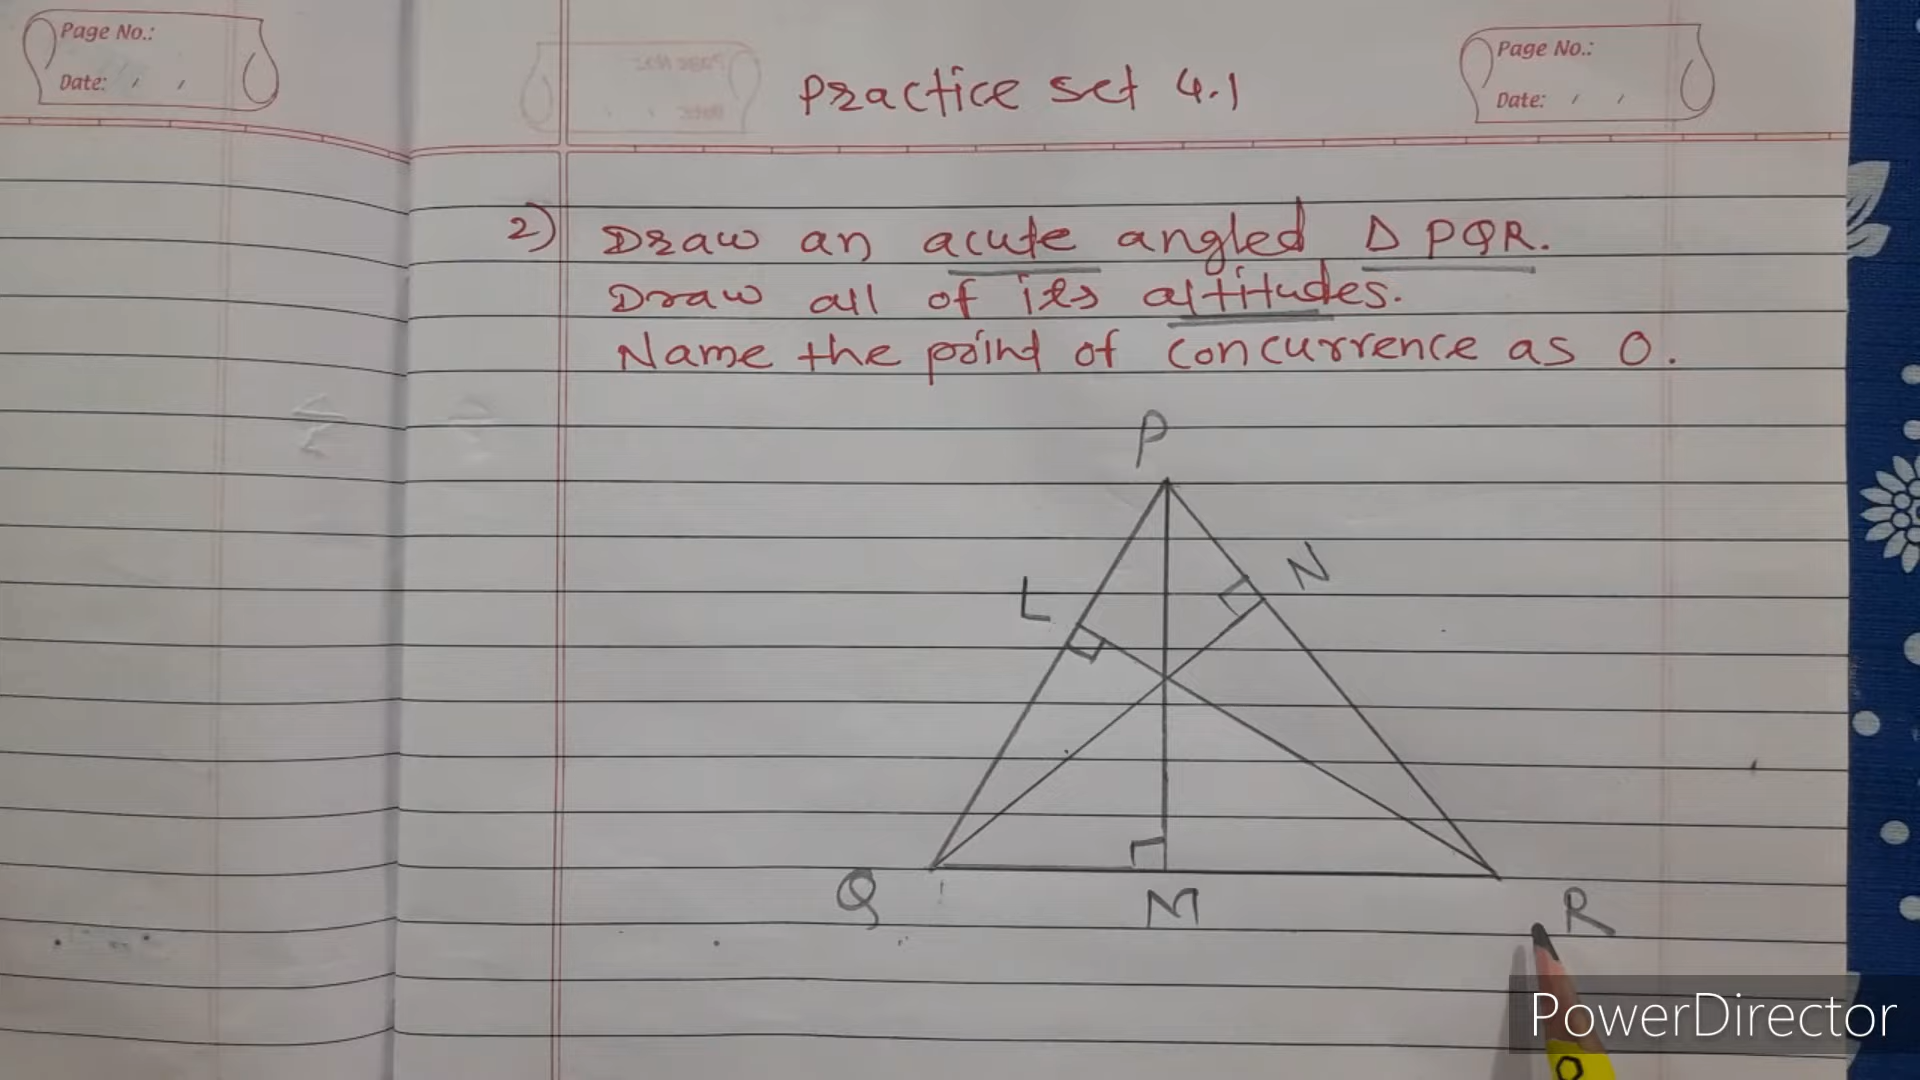 Page No.:
Date:
Page No.:
Date:
Practice set 4.1
2) Draw an acute angled Δ PQR.
Draw all of its altitudes.
Name the point of concurrence as O.
P
N
L
Q
M
R
PowerDirector